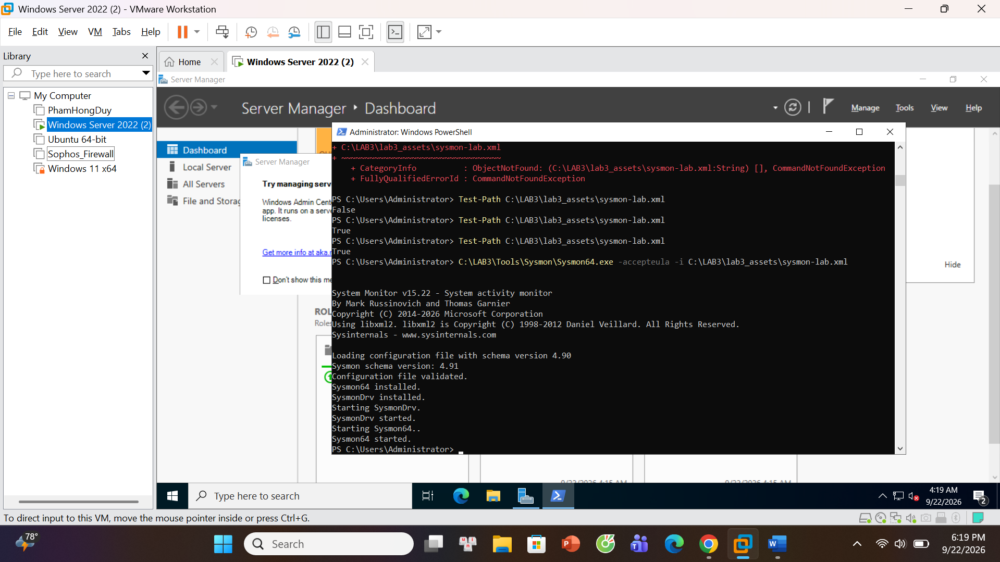 Windows Server 2022 (2) - VMware Workstation
File Edit View VM Tabs Help
Library
Type here to search
My Computer
PhamHongDuy
Windows Server 2022 (2)
Ubuntu 64-bit
Sophos_Firewall
Windows 11 x64
Home
Windows Server 2022 (2)
Server Manager
Server Manager ‣ Dashboard
Manage Tools View Help
Dashboard
Local Server
All Servers
File and Storag
Server Manager
Try managing serv
Windows Admin Cent
app. It runs on a serve
licenses.
Get more info at aka.
Don't show this me
ROL
Roles
Hide
Administrator: Windows PowerShell
+ C:\LAB3\lab3_assets\sysmon-lab.xml
+ ~~~~~~~~~~~~~~~~~~~~~~~~~~~~~~~~~~
+ CategoryInfo          : ObjectNotFound: (C:\LAB3\lab3_assets\sysmon-lab.xml:String) [], CommandNotFoundException
+ FullyQualifiedErrorId : CommandNotFoundException
PS C:\Users\Administrator> Test-Path C:\LAB3\lab3_assets\sysmon-lab.xml
False
PS C:\Users\Administrator> Test-Path C:\LAB3\lab3_assets\sysmon-lab.xml
True
PS C:\Users\Administrator> Test-Path C:\LAB3\lab3_assets\sysmon-lab.xml
True
PS C:\Users\Administrator> C:\LAB3\Tools\Sysmon\Sysmon64.exe -accepteula -i C:\LAB3\lab3_assets\sysmon-lab.xml
System Monitor v15.22 - System activity monitor
By Mark Russinovich and Thomas Garnier
Copyright (C) 2014-2026 Microsoft Corporation
Using libxml2. libxml2 is Copyright (C) 1998-2012 Daniel Veillard. All Rights Reserved.
Sysinternals - www.sysinternals.com
Loading configuration file with schema version 4.90
Sysmon schema version: 4.91
Configuration file validated.
Sysmon64 installed.
SysmonDrv installed.
Starting SysmonDrv.
SysmonDrv started.
Starting Sysmon64..
Sysmon64 started.
PS C:\Users\Administrator>
9/22/2026 4:15 AM
9/22/2026 4:15 AM
Type here to search
4:19 AM
9/22/2026
2
To direct input to this VM, move the mouse pointer inside or press Ctrl+G.
78°
Search
6:19 PM
9/22/2026